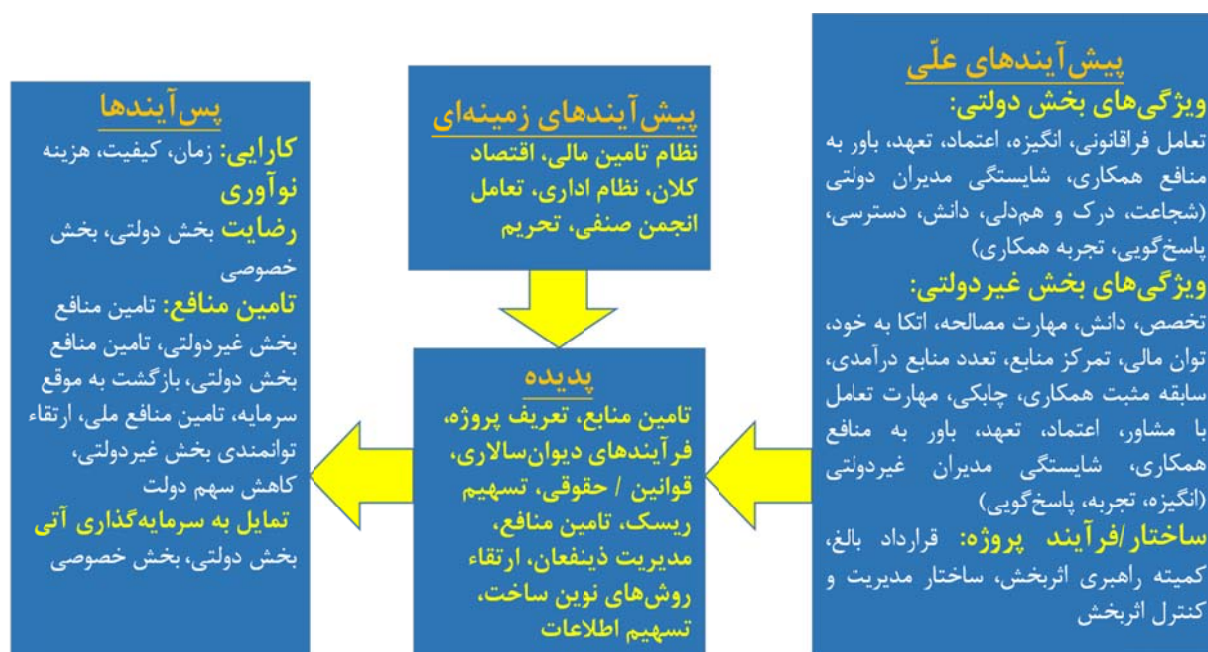 پیش‌آیندهای علّی
ویژگی‌های بخش دولتی:
تعامل فراقانونی، انگیزه، اعتماد، تعهد، باور به
منافع همکاری، شایستگی مدیران دولتی
(شجاعت، درک و هم‌دلی، دانش، دسترسی،
پاسخ‌گویی، تجربه همکاری)
ویژگی‌های بخش غیردولتی:
تخصص، دانش، مهارت مصالحه، اتکا به خود،
توان مالی، تمرکز منابع، تعدد منابع درآمدی،
سابقه مثبت همکاری، چابکی، مهارت تعامل
با مشاور، اعتماد، تعهد، باور به منافع
همکاری، شایستگی مدیران غیردولتی
(انگیزه، تجربه، پاسخ‌گویی)
ساختار/فرآیند پروژه: قرارداد بالغ،
کمیته راهبری اثربخش، ساختار مدیریت و
کنترل اثربخش
پیش‌آیندهای زمینه‌ای
نظام تامین مالی، اقتصاد
کلان، نظام اداری، تعامل
انجمن صنفی، تحریم
پدیده
تامین منابع، تعریف پروژه،
فرآیندهای دیوان‌سالاری،
قوانین / حقوقی، تسهیم
ریسک، تامین منافع،
مدیریت ذینفعان، ارتقاء
روش‌های نوین ساخت،
تسهیم اطلاعات
پس‌آیندها
کارایی: زمان، کیفیت، هزینه
نوآوری
رضایت بخش دولتی، بخش
خصوصی
تامین منافع: تامین منافع
بخش غیردولتی، تامین منافع
بخش دولتی، بازگشت به موقع
سرمایه، تامین منافع ملی، ارتقاء
توانمندی بخش غیردولتی،
کاهش سهم دولت
تمایل به سرمایه‌گذاری آتی
بخش دولتی، بخش خصوصی